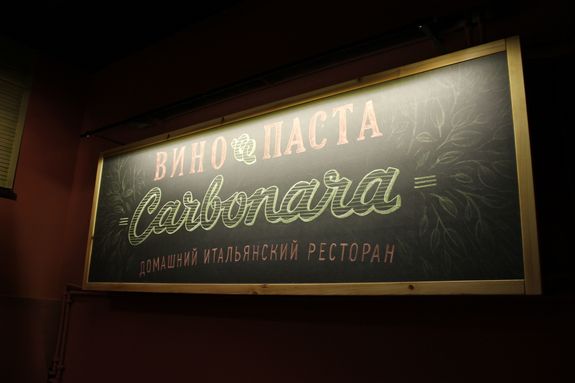 ВИНО ПАСТА
Carbonara
ДОМАШНИЙ ИТАЛЬЯНСКИЙ РЕСТОРАН